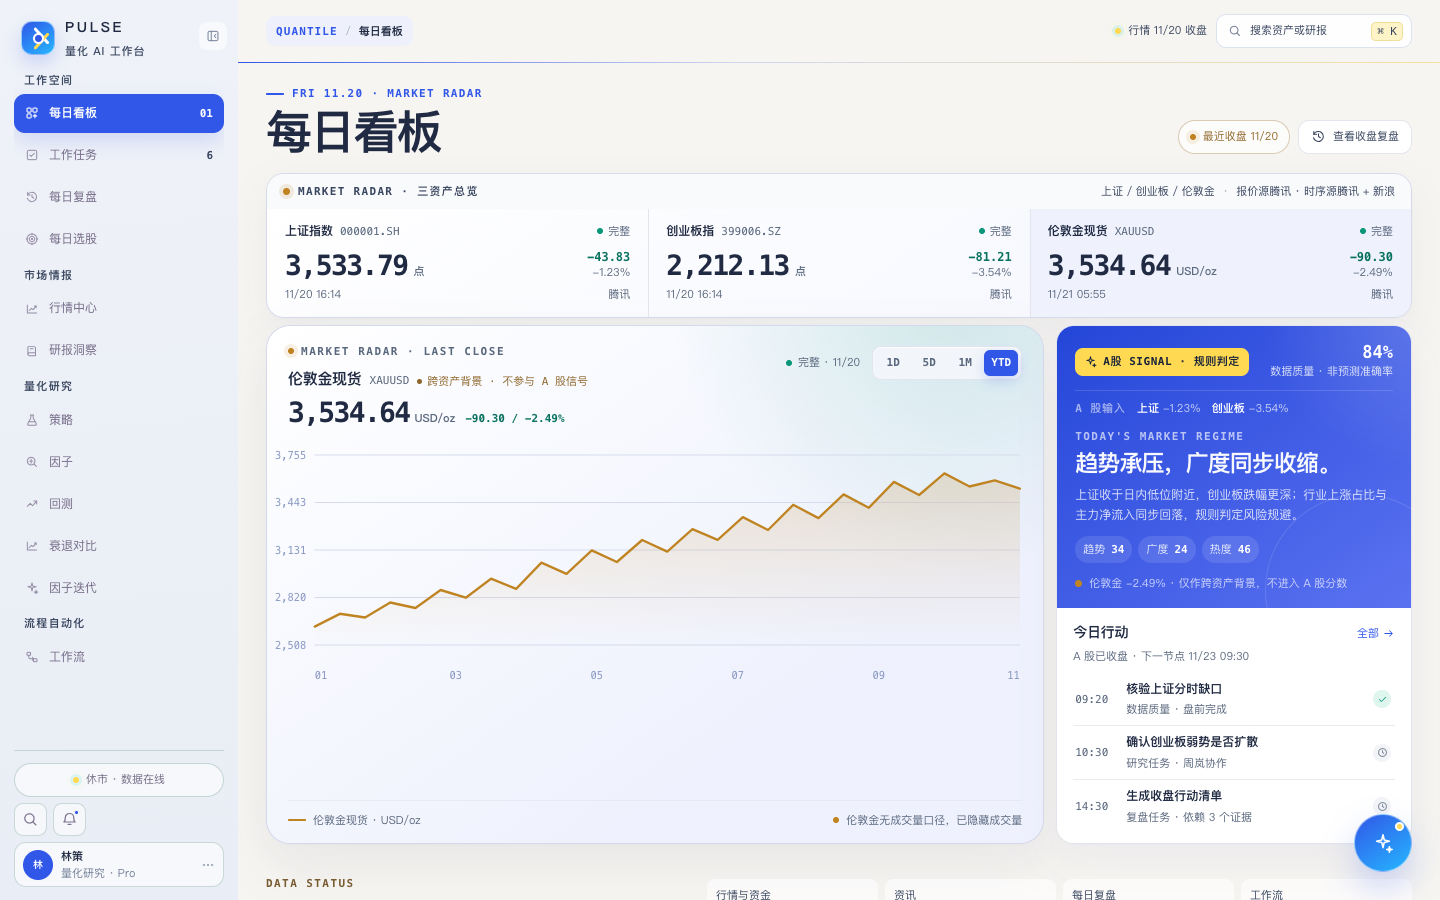 PULSE
量化 AI 工作台
工作空间
每日看板 01
工作任务 6
每日复盘
每日选股
市场情报
行情中心
研报洞察
量化研究
策略
因子
回测
衰退对比
因子迭代
流程自动化
工作流
休市 · 数据在线
林
林策
量化研究 · Pro
QUANTILE / 每日看板
行情 11/20 收盘
搜索资产或研报 ⌘ K
FRI 11.20 · MARKET RADAR
每日看板
最近收盘 11/20
查看收盘复盘
MARKET RADAR · 三资产总览
上证 / 创业板 / 伦敦金 · 报价源腾讯 · 时序源腾讯 + 新浪
上证指数 000001.SH 完整
3,533.79 点
−43.83
−1.23%
11/20 16:14 腾讯
创业板指 399006.SZ 完整
2,212.13 点
−81.21
−3.54%
11/20 16:14 腾讯
伦敦金现货 XAUUSD 完整
3,534.64 USD/oz
−90.30
−2.49%
11/21 05:55 腾讯
MARKET RADAR · LAST CLOSE
伦敦金现货 XAUUSD 跨资产背景 · 不参与 A 股信号
3,534.64 USD/oz −90.30 / −2.49%
完整 · 11/20
1D 5D 1M YTD
3,755
3,443
3,131
2,820
2,508
01 03 05 07 09 11
伦敦金现货 · USD/oz
伦敦金无成交量口径，已隐藏成交量
A股 SIGNAL · 规则判定
84%
数据质量 · 非预测准确率
A 股输入 上证 −1.23% 创业板 −3.54%
TODAY'S MARKET REGIME
趋势承压，广度同步收缩。
上证收于日内低位附近，创业板跌幅更深；行业上涨占比与
主力净流入同步回落，规则判定风险规避。
趋势 34 广度 24 热度 46
伦敦金 −2.49% · 仅作跨资产背景，不进入 A 股分数
今日行动 全部 →
A 股已收盘 · 下一节点 11/23 09:30
09:20 核验上证分时缺口
数据质量 · 盘前完成
10:30 确认创业板弱势是否扩散
研究任务 · 周岚协作
14:30 生成收盘行动清单
复盘任务 · 依赖 3 个证据
DATA STATUS
行情与资金
资讯
每日复盘
工作流